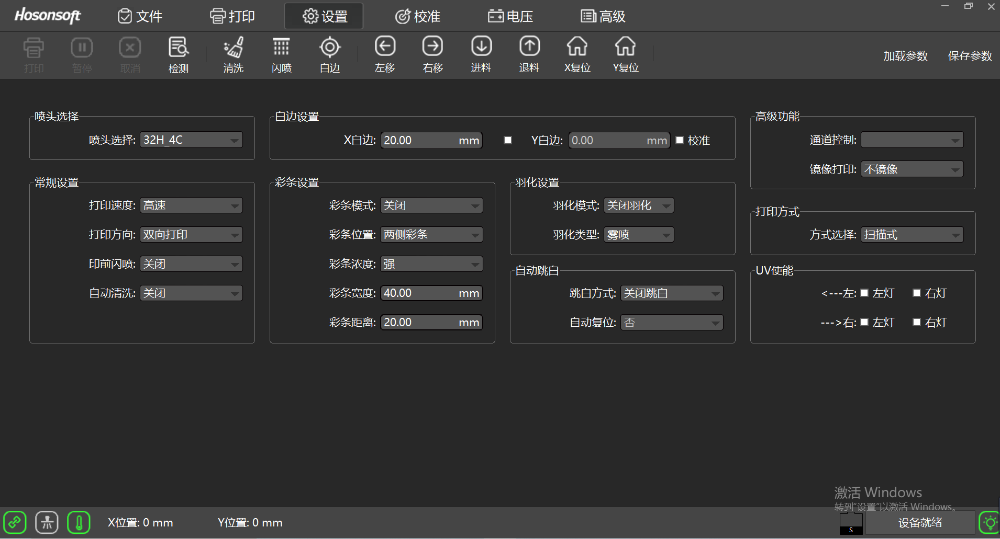 Hosonsoft 文件 打印 设置 校准 电压 高级
打印 暂停 取消 检测 清洗 闪喷 白边 左移 右移 进料 退料 X复位 Y复位 加载参数 保存参数
喷头选择
喷头选择: 32H_4C
白边设置
X白边: 20.00 mm Y白边: 0.00 mm 校准
高级功能
通道控制:
镜像打印: 不镜像
常规设置
打印速度: 高速
打印方向: 双向打印
印前闪喷: 关闭
自动清洗: 关闭
彩条设置
彩条模式: 关闭
彩条位置: 两侧彩条
彩条浓度: 强
彩条宽度: 40.00 mm
彩条距离: 20.00 mm
羽化设置
羽化模式: 关闭羽化
羽化类型: 雾喷
自动跳白
跳白方式: 关闭跳白
自动复位: 否
打印方式
方式选择: 扫描式
UV使能
<---左: 左灯 右灯
--->右: 左灯 右灯
激活 Windows
转到“设置”以激活 Windows。
X位置: 0 mm Y位置: 0 mm S 设备就绪